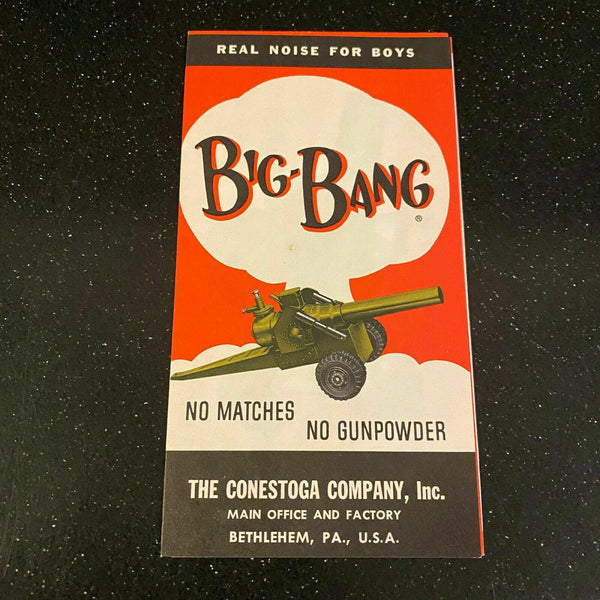 REAL NOISE FOR BOYS
BIG-BANG
®
NO MATCHES
NO GUNPOWDER
THE CONESTOGA COMPANY, Inc.
MAIN OFFICE AND FACTORY
BETHLEHEM, PA., U.S.A.